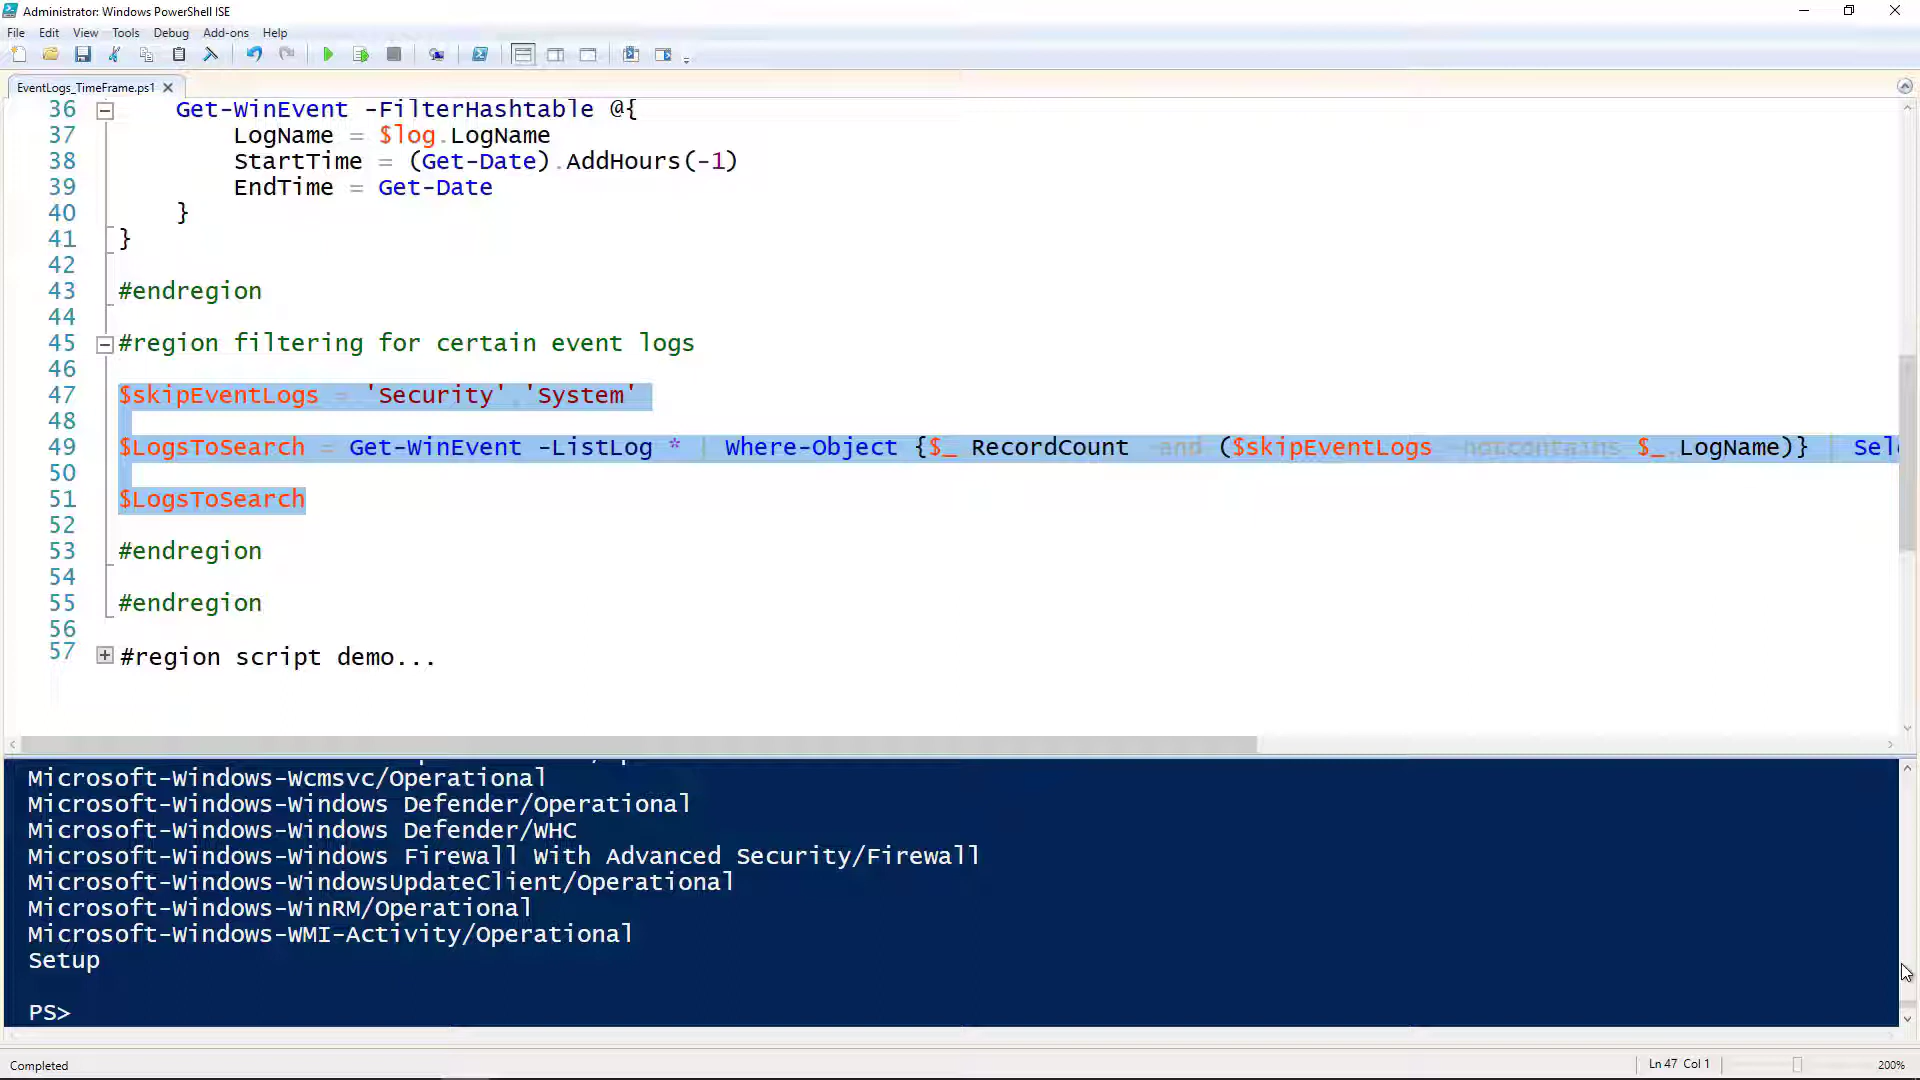 Administrator: Windows PowerShell ISE
File Edit View Tools Debug Add-ons Help
EventLogs_TimeFrame.ps1
36 Get-WinEvent -FilterHashtable @{
37 LogName = $log.LogName
38 StartTime = (Get-Date).AddHours(-1)
39 EndTime = Get-Date
40 }
41 }
42
43 #endregion
44
45 #region filtering for certain event logs
46
47 $skipEventLogs = 'Security','System'
48
49 $LogsToSearch = Get-WinEvent -ListLog * | Where-Object {$_.RecordCount -and ($skipEventLogs -notcontains $_.LogName)} | Sel
50
51 $LogsToSearch
52
53 #endregion
54
55 #endregion
56
57 #region script demo...
Microsoft-Windows-Wcmsvc/Operational
Microsoft-Windows-Windows Defender/Operational
Microsoft-Windows-Windows Defender/WHC
Microsoft-Windows-Windows Firewall With Advanced Security/Firewall
Microsoft-Windows-WindowsUpdateClient/Operational
Microsoft-Windows-WinRM/Operational
Microsoft-Windows-WMI-Activity/Operational
Setup
PS>
Completed
Ln 47 Col 1
200%